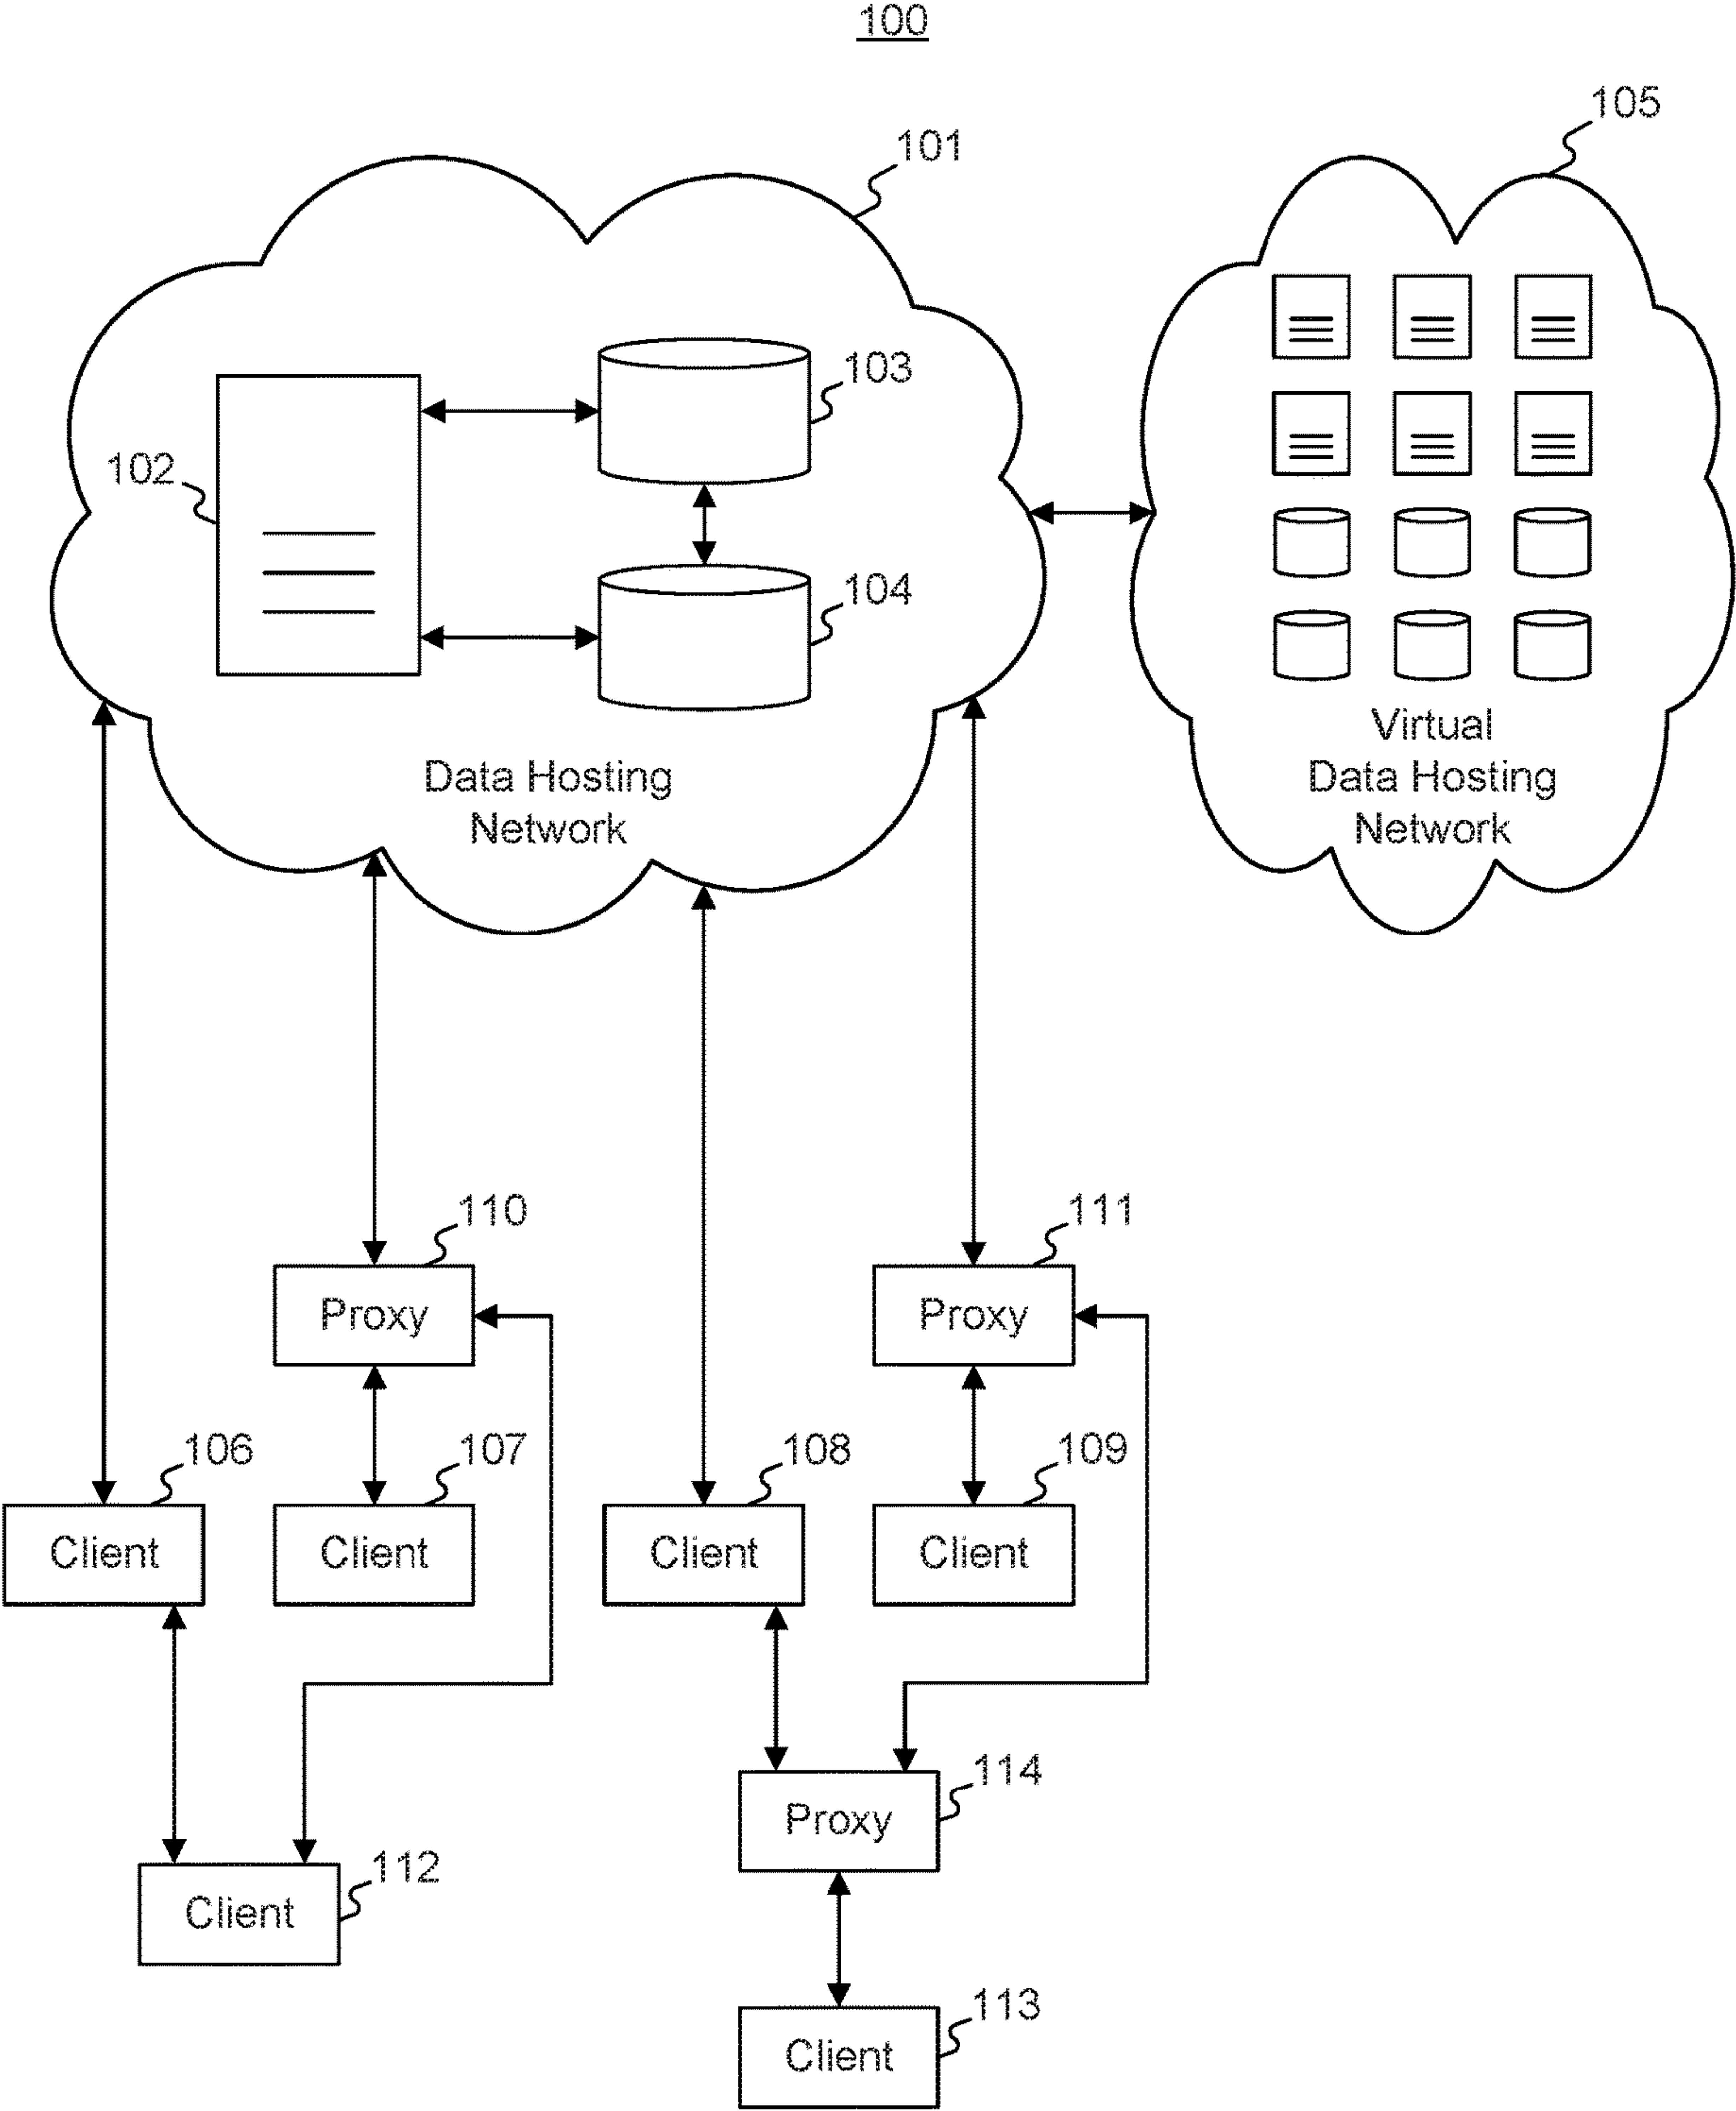 100
105
101
103
102
104
Virtual
Data Hosting
Network
Data Hosting
Network
110
111
Proxy
Proxy
106
107
108
109
Client
Client
Client
Client
114
Proxy
112
Client
113
Client